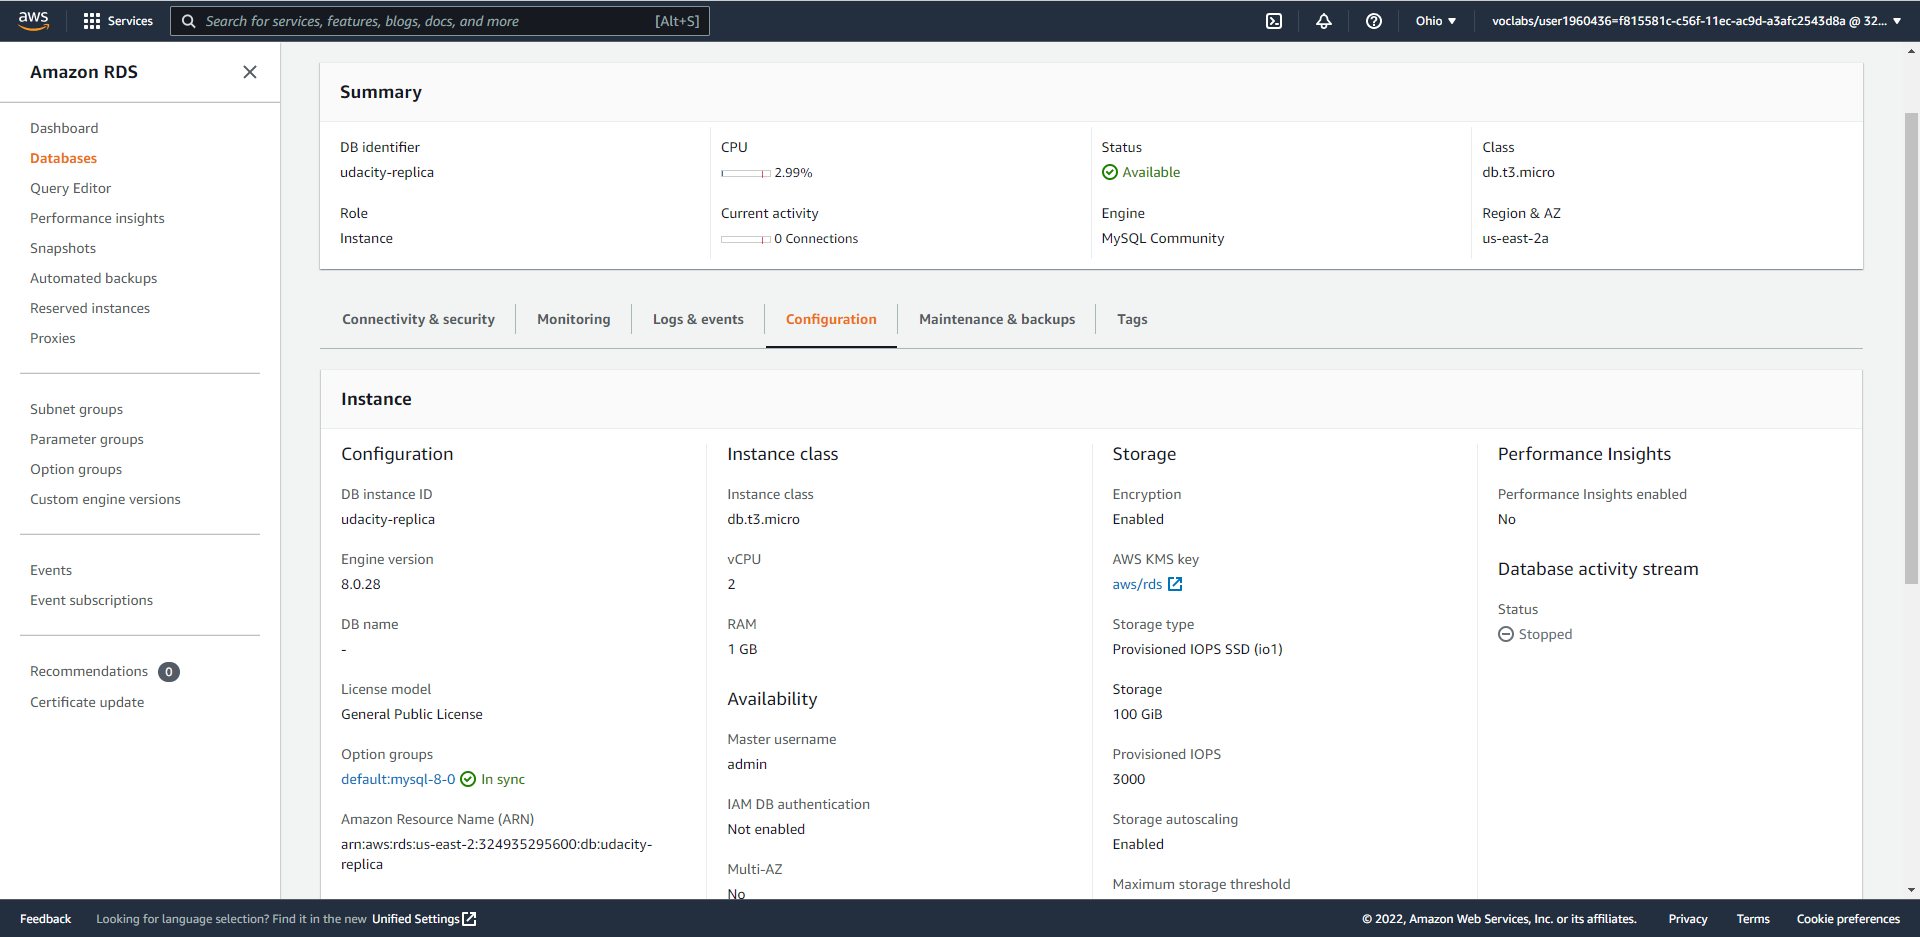 aws
Services
Search for services, features, blogs, docs, and more
[Alt+S]
Ohio
voclabs/user1960436=f815581c-c56f-11ec-ac9d-a3afc2543d8a @ 32...
Amazon RDS
Dashboard
Databases
Query Editor
Performance insights
Snapshots
Automated backups
Reserved instances
Proxies
Subnet groups
Parameter groups
Option groups
Custom engine versions
Events
Event subscriptions
Recommendations 0
Certificate update
Summary
DB identifier
udacity-replica
Role
Instance
CPU
2.99%
Current activity
0 Connections
Status
Available
Engine
MySQL Community
Class
db.t3.micro
Region & AZ
us-east-2a
Connectivity & security
Monitoring
Logs & events
Configuration
Maintenance & backups
Tags
Instance
Configuration
DB instance ID
udacity-replica
Engine version
8.0.28
DB name
-
License model
General Public License
Option groups
default:mysql-8-0 In sync
Amazon Resource Name (ARN)
arn:aws:rds:us-east-2:324935295600:db:udacity-
replica
Instance class
Instance class
db.t3.micro
vCPU
2
RAM
1 GB
Availability
Master username
admin
IAM DB authentication
Not enabled
Multi-AZ
No
Storage
Encryption
Enabled
AWS KMS key
aws/rds
Storage type
Provisioned IOPS SSD (io1)
Storage
100 GiB
Provisioned IOPS
3000
Storage autoscaling
Enabled
Maximum storage threshold
Performance Insights
Performance Insights enabled
No
Database activity stream
Status
Stopped
Feedback
Looking for language selection? Find it in the new Unified Settings
© 2022, Amazon Web Services, Inc. or its affiliates.
Privacy
Terms
Cookie preferences